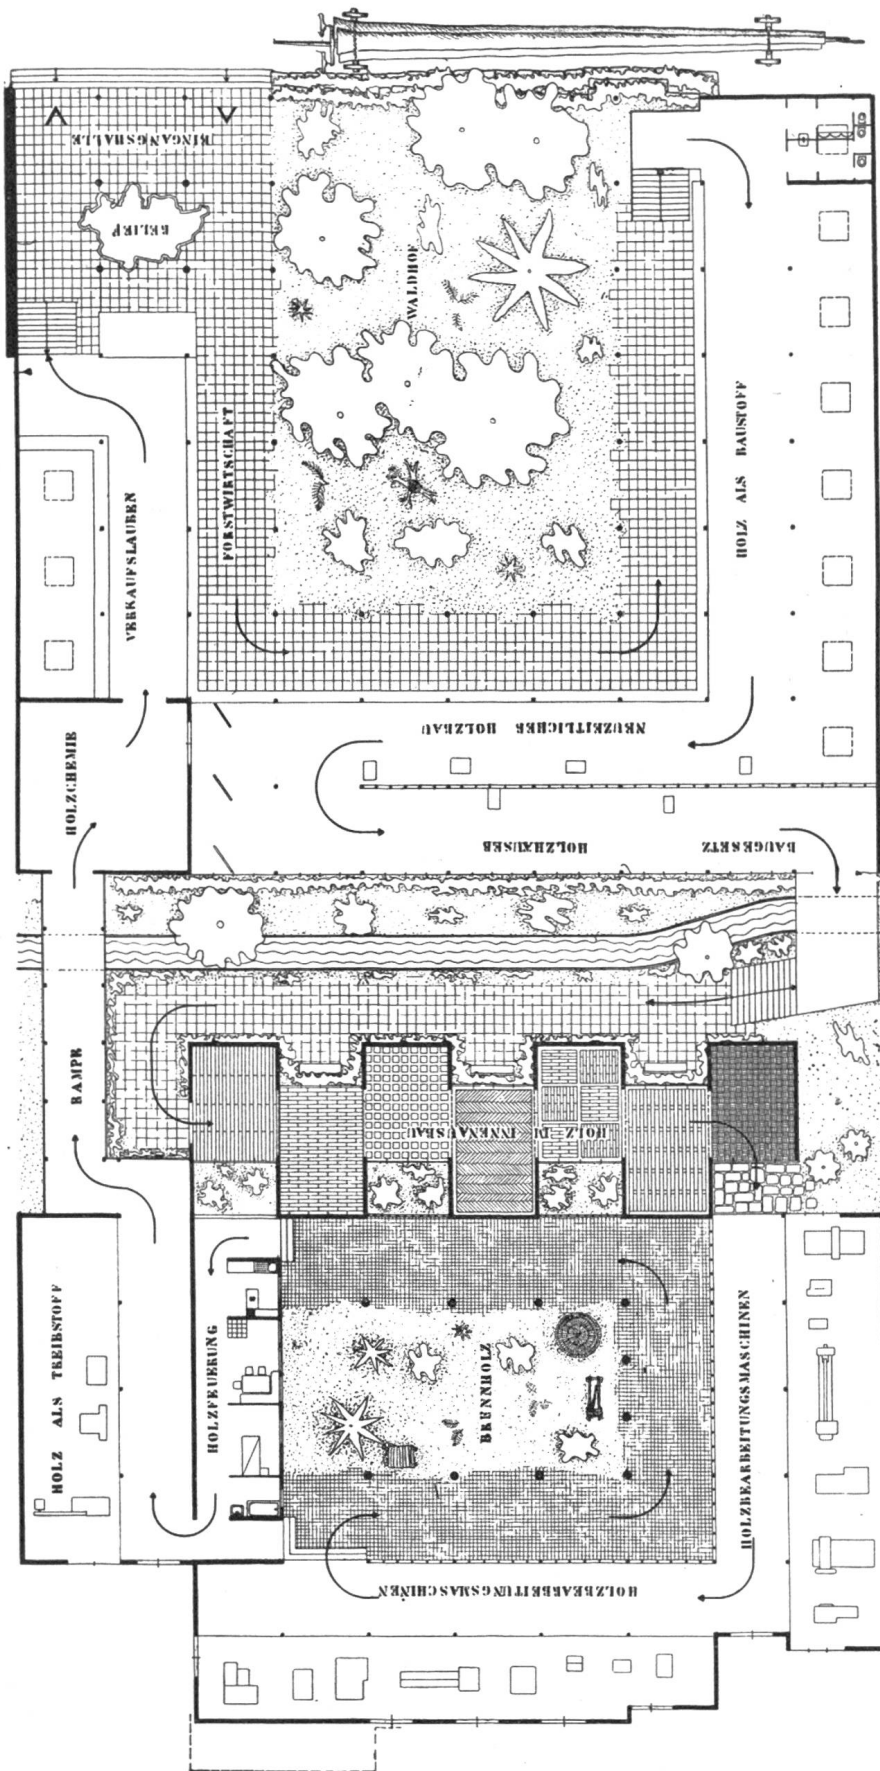 EINGANGSHALLE
RELIEF
WALDHOF
FORSTWIRTSCHAFT
HOLZ ALS BAUSTOFF
VERKAUFSLAUBEN
NEUZEITLICHER HOLZBAU
HOLZCHEMIE
HOLZHÄUSER
BAUGESETZ
RAMPE
HOLZ IM INNENAUSBAU
HOLZ ALS TREIBSTOFF
HOLZFEUERUNG
BRENNHOLZ
HOLZBEARBEITUNGSMASCHINEN
HOLZBEARBEITUNGSMASCHINEN